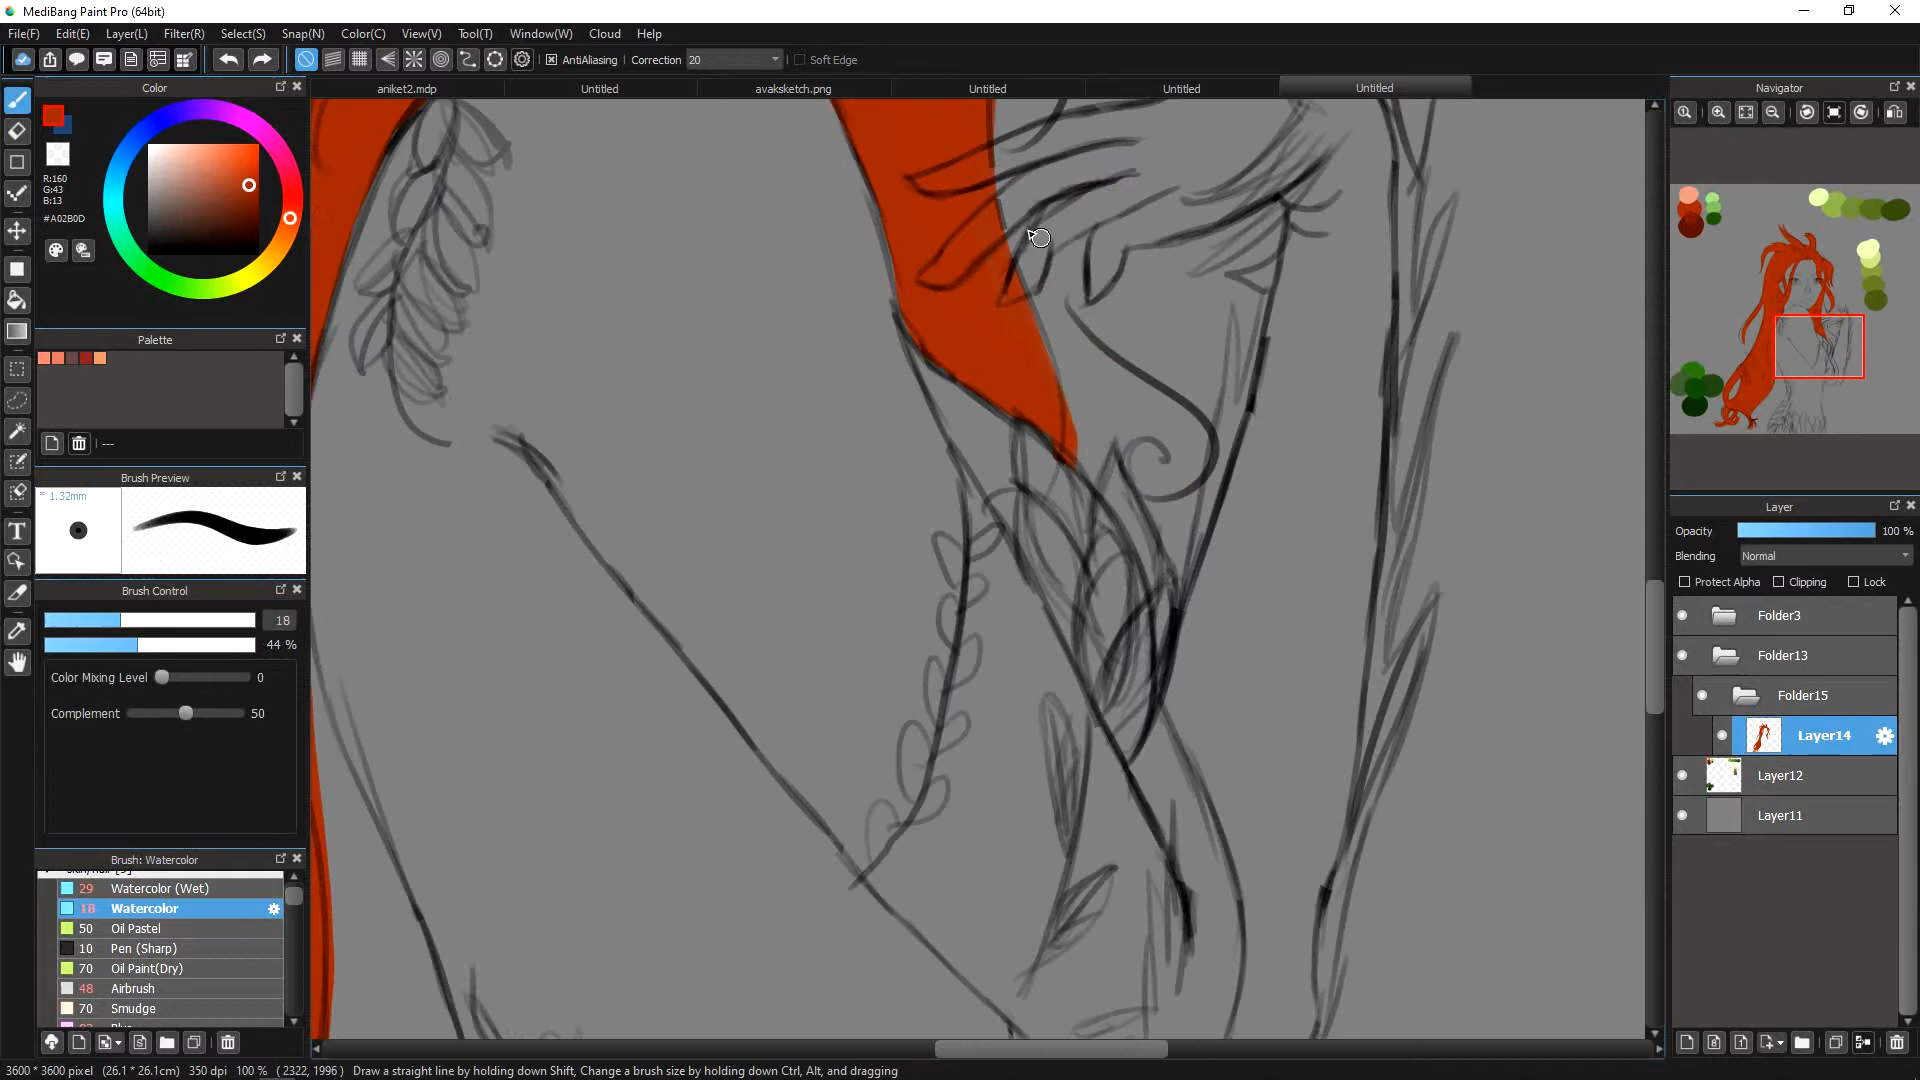 MediBang Paint Pro (64bit)
File(F) Edit(E) Layer(L) Filter(R) Select(S) Snap(N) Color(C) View(V) Tool(T) Window(W) Cloud Help
AntiAliasing Correction 20 Soft Edge
Color
aniket2.mdp Untitled avaksketch.png Untitled Untitled Untitled
Navigator
R:160
G:43
B:13
#A02B0D
Palette
---
Brush Preview
* 1.32mm
Brush Control
18
44 %
Color Mixing Level 0
Complement 50
Brush: Watercolor
29 Watercolor (Wet)
18 Watercolor
50 Oil Pastel
10 Pen (Sharp)
70 Oil Paint(Dry)
48 Airbrush
70 Smudge
Layer
Opacity 100 %
Blending Normal
Protect Alpha Clipping Lock
Folder3
Folder13
Folder15
Layer14
Layer12
Layer11
3600 * 3600 pixel (26.1 * 26.1cm) 350 dpi 100 % ( 2322, 1996 ) Draw a straight line by holding down Shift, Change a brush size by holding down Ctrl, Alt, and dragging